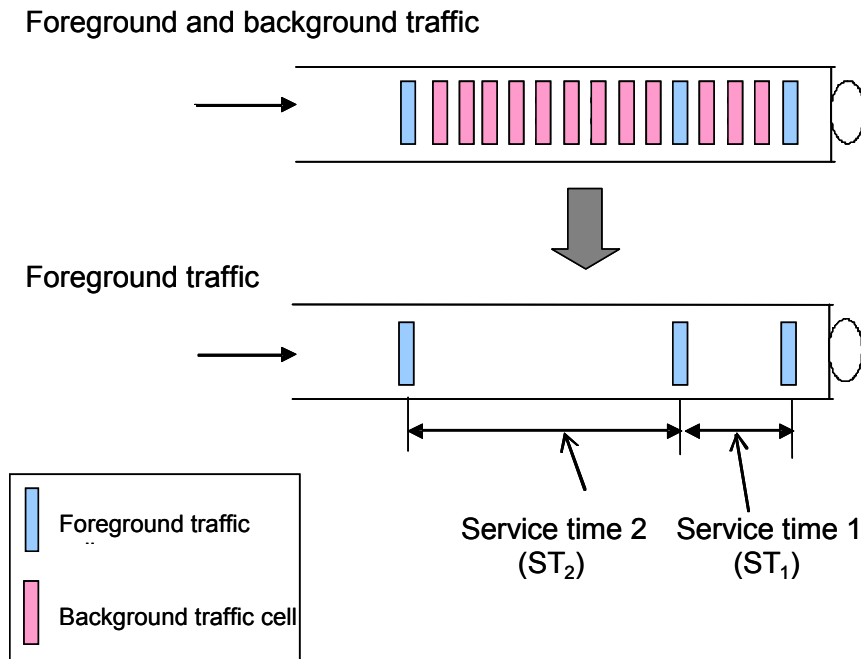 Foreground and background traffic
Foreground traffic
Service time 2
(ST₂)
Service time 1
(ST₁)
Foreground traffic
Background traffic cell